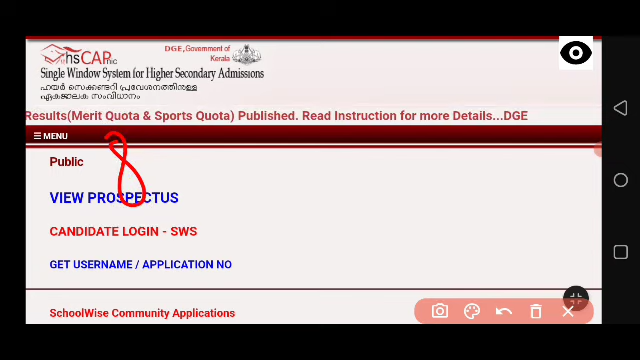 hsCAP
DGE, Government of
Kerala
Single Window System for Higher Secondary Admissions
ഹയർ സെക്കണ്ടറി പ്രവേശനത്തിനുള്ള
ഏകജാലക സംവിധാനം
Results(Merit Quota & Sports Quota) Published. Read Instruction for more Details...DGE
☰ MENU
Public
VIEW PROSPECTUS
CANDIDATE LOGIN - SWS
GET USERNAME / APPLICATION NO
SchoolWise Community Applications